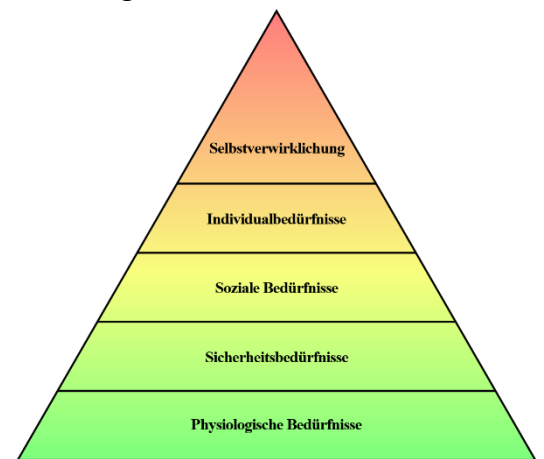 Selbstverwirklichung
Individualbedürfnisse
Soziale Bedürfnisse
Sicherheitsbedürfnisse
Physiologische Bedürfnisse